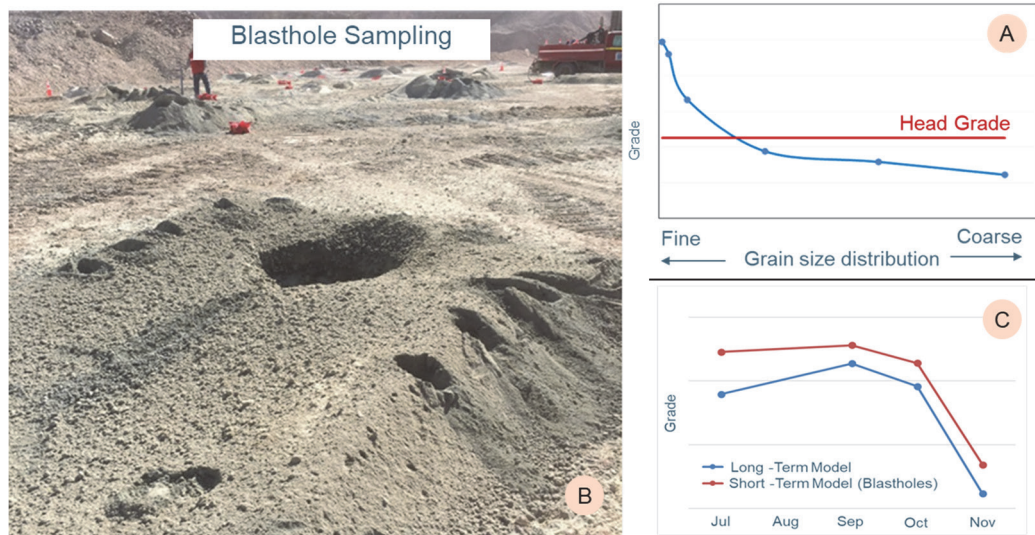 Blasthole Sampling
B
A
Head Grade
Grade
Fine
Coarse
Grain size distribution
C
Grade
Long -Term Model
Short -Term Model (Blastholes)
Jul Aug Sep Oct Nov